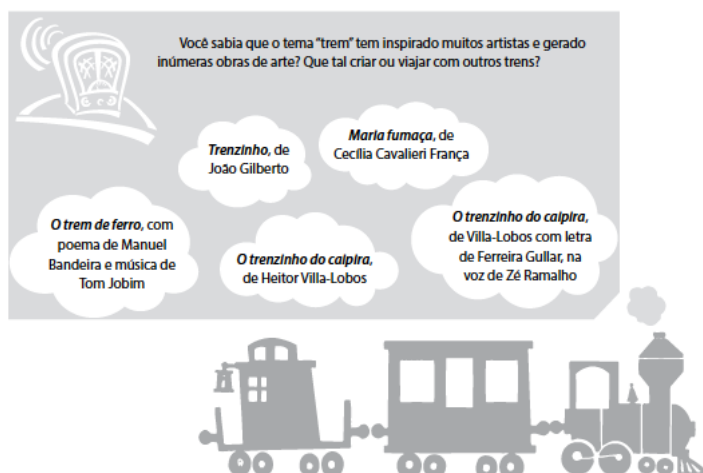 Você sabia que o tema "trem" tem inspirado muitos artistas e gerado
inúmeras obras de arte? Que tal criar ou viajar com outros trens?
Trenzinho, de
João Gilberto
Maria fumaça, de
Cecília Cavalieri França
O trem de ferro, com
poema de Manuel
Bandeira e música de
Tom Jobim
O trenzinho do caipira,
de Heitor Villa-Lobos
O trenzinho do caipira,
de Villa-Lobos com letra
de Ferreira Gullar, na
voz de Zé Ramalho